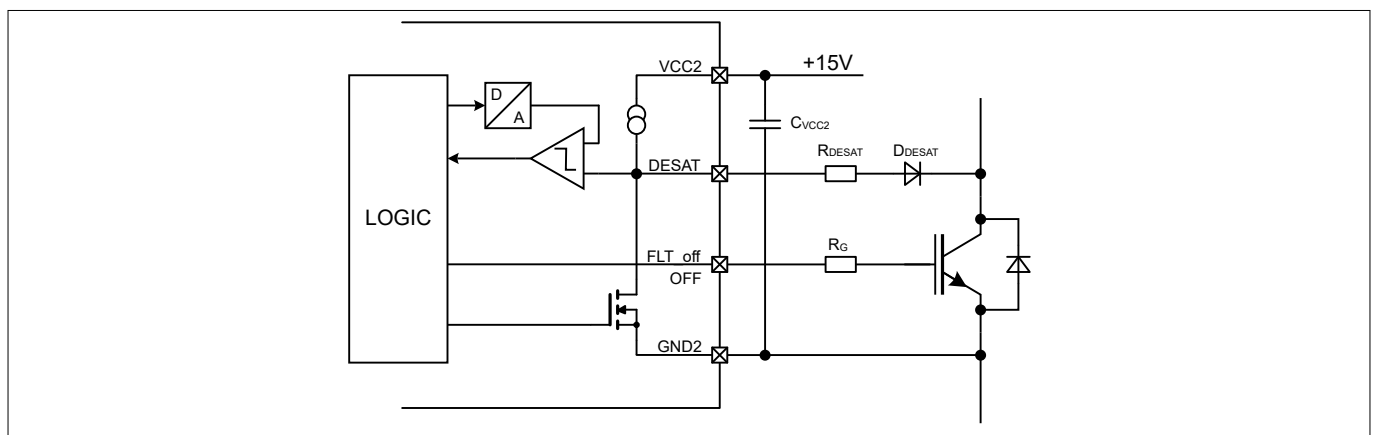 VCC2
+15V
D
A
CVCC2
DESAT
RDESAT
DDESAT
LOGIC
FLT_off
OFF
RG
GND2